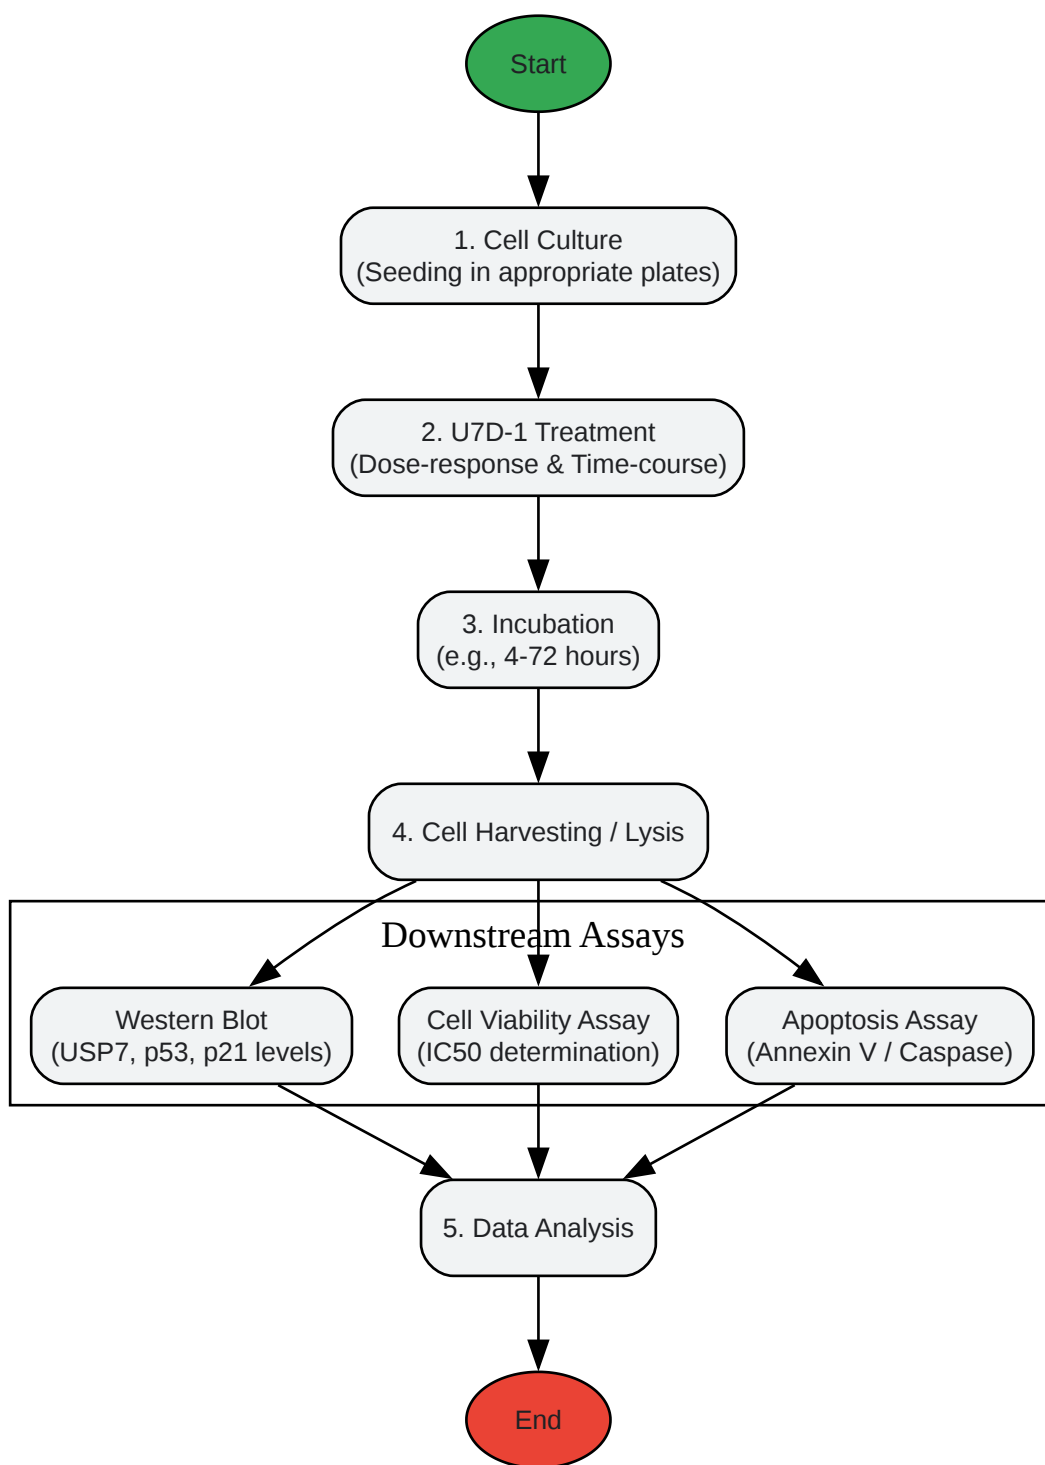 Start
1. Cell Culture
(Seeding in appropriate plates)
2. U7D-1 Treatment
(Dose-response & Time-course)
3. Incubation
(e.g., 4-72 hours)
4. Cell Harvesting / Lysis
Downstream Assays
Western Blot
(USP7, p53, p21 levels)
Cell Viability Assay
(IC50 determination)
Apoptosis Assay
(Annexin V / Caspase)
5. Data Analysis
End